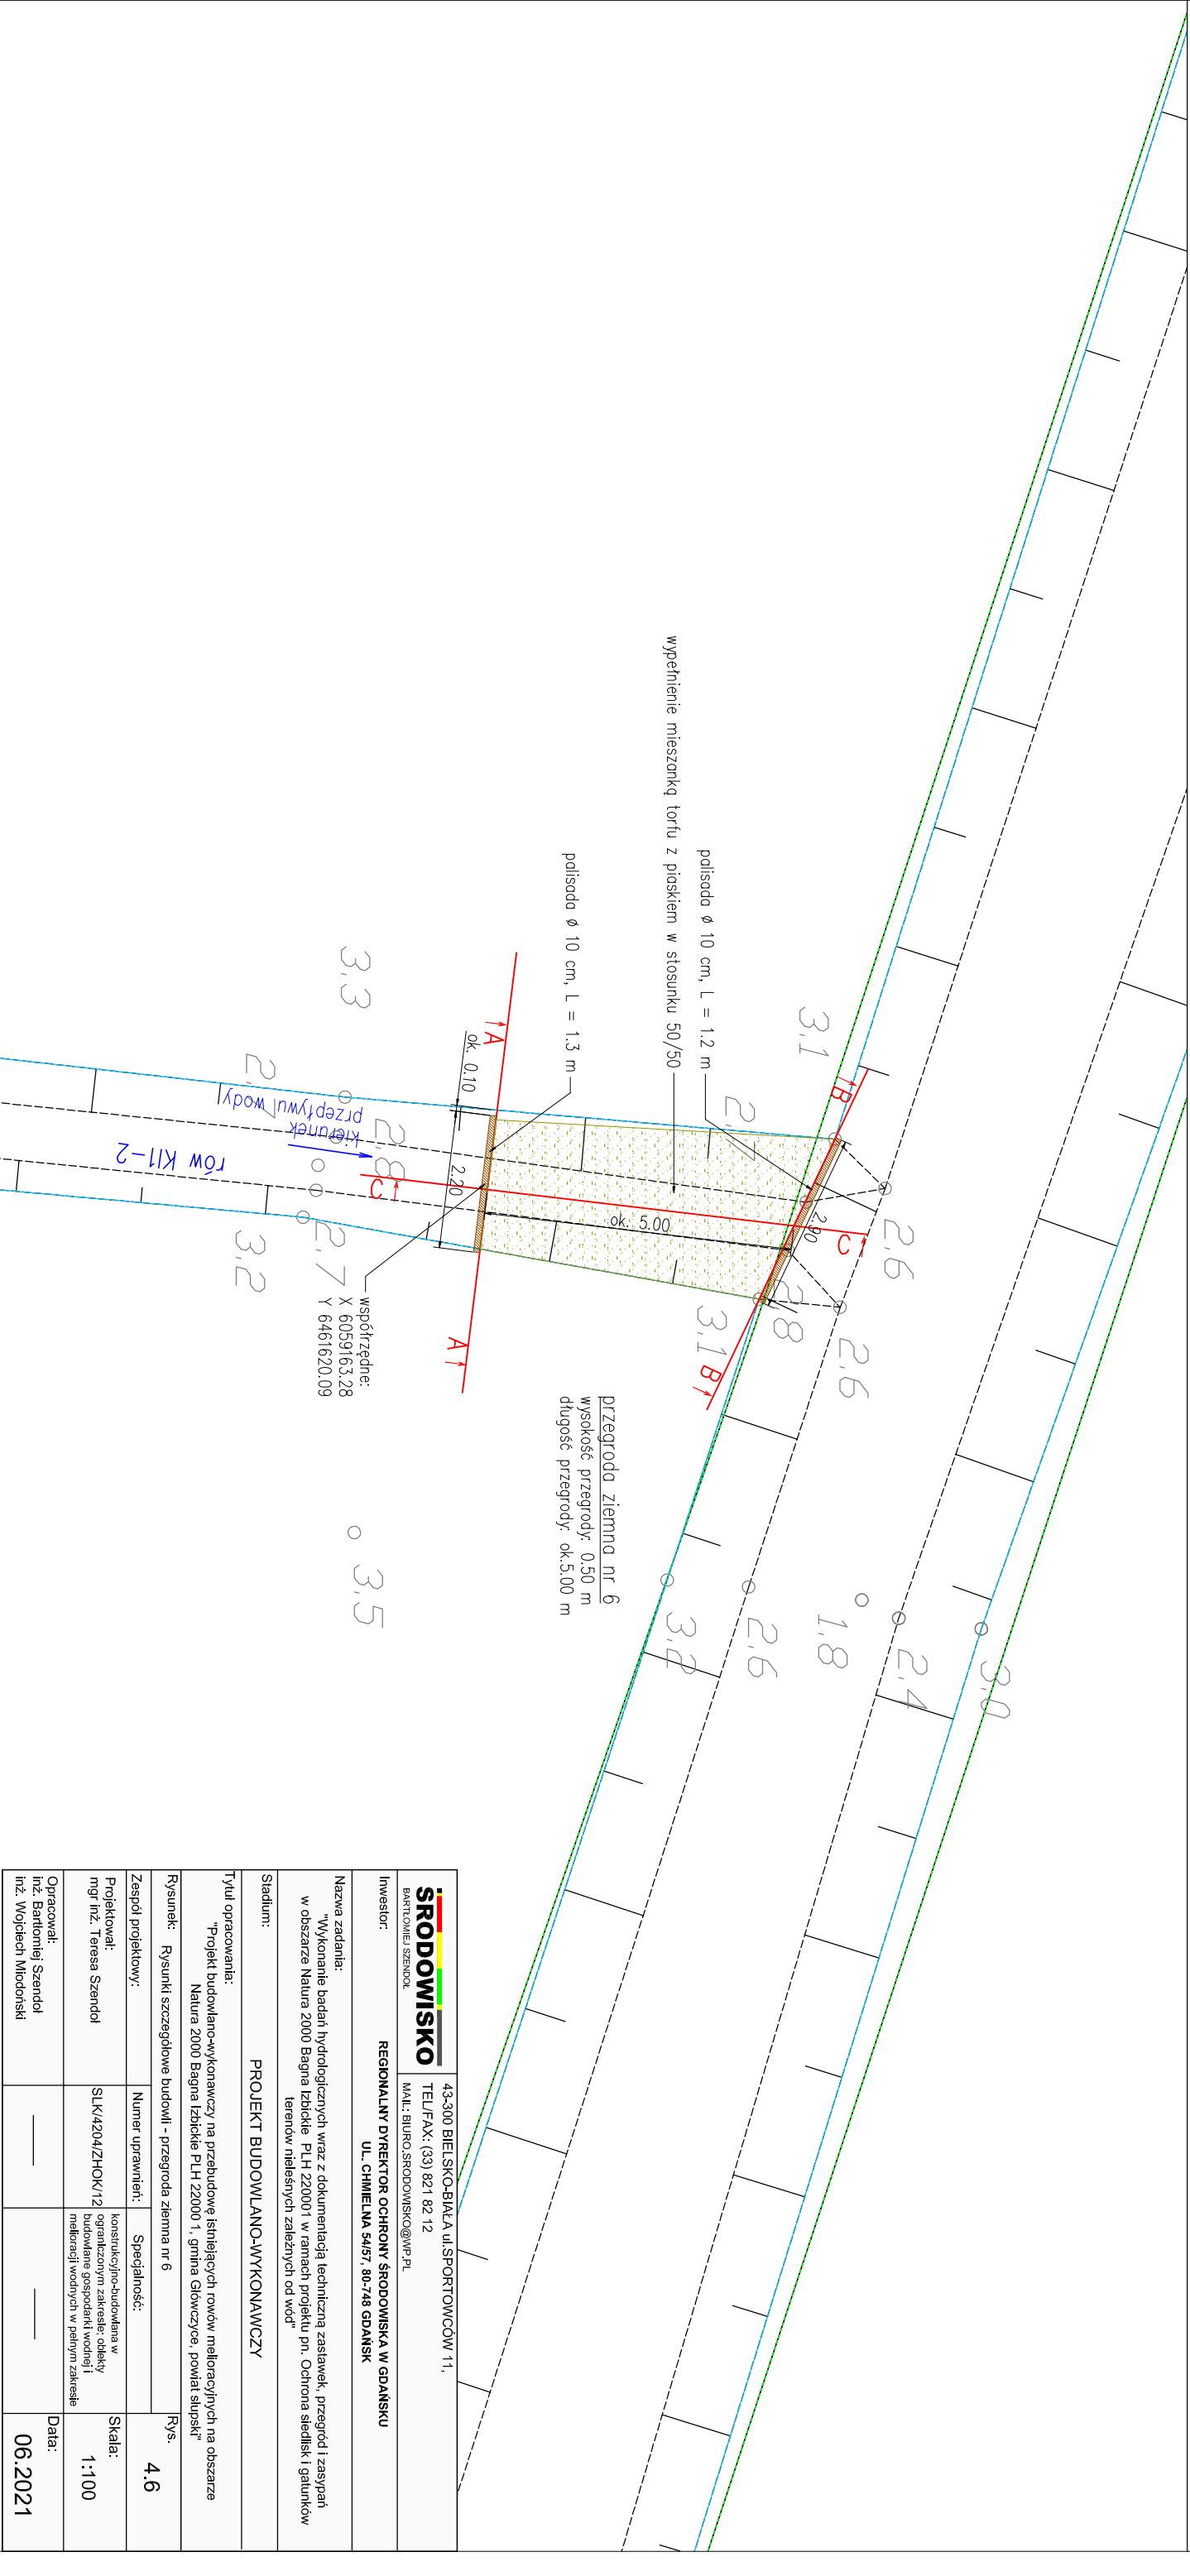 palisada ø 10 cm, L = 1.2 m
wypełnienie mieszanką torfu z piaskiem w stosunku 50/50
palisada ø 10 cm, L = 1.3 m
przegroda ziemna nr 6
wysokość przegrody: 0.50 m
długość przegrody: ok.5.00 m
współrzędne:
X 6059163.28
Y 6461620.09
kierunek
przepływu wody
rów KI1-2
ok. 0.10
2.20
ok. 5.00
2.90
A
A
B
B
C
C
3.1
2.7
2.6
2.6
2.8
3.1
3.3
2.7
2.8
2.7
3.2
3.5
3.2
2.6
1.8
2.4
3.0
ŚRODOWISKO
BARTŁOMIEJ SZENDOŁ
43-300 BIELSKO-BIAŁA ul.SPORTOWCÓW 11,
TEL/FAX: (33) 821 82 12
MAIL: BIURO.SRODOWISKO@WP.PL
Inwestor:
REGIONALNY DYREKTOR OCHRONY ŚRODOWISKA W GDAŃSKU
UL. CHMIELNA 54/57, 80-748 GDAŃSK
Nazwa zadania:
"Wykonanie badań hydrologicznych wraz z dokumentacją techniczną zastawek, przegród i zasypań
w obszarze Natura 2000 Bagna Izbickie PLH 220001 w ramach projektu pn. Ochrona siedlisk i gatunków
terenów nieleśnych zależnych od wód"
Stadium:
PROJEKT BUDOWLANO-WYKONAWCZY
Tytuł opracowania:
"Projekt budowlano-wykonawczy na przebudowę istniejących rowów melioracyjnych na obszarze
Natura 2000 Bagna Izbickie PLH 22000 1, gmina Główczyce, powiat słupski"
Rysunek: Rysunki szczegółowe budowli - przegroda ziemna nr 6
Rys.
4.6
Zespół projektowy:
Numer uprawnień:
Specjalność:
Projektował:
mgr inż. Teresa Szendoł
SLK/4204/ZHOK/12
konstrukcyjno-budowlana w
ograniczonym zakresie; obiekty
budowlane gospodarki wodnej i
melioracji wodnych w pełnym zakresie
Skala:
1:100
Opracował:
inż. Bartłomiej Szendoł
inż. Wojciech Miodoński
Data:
06.2021